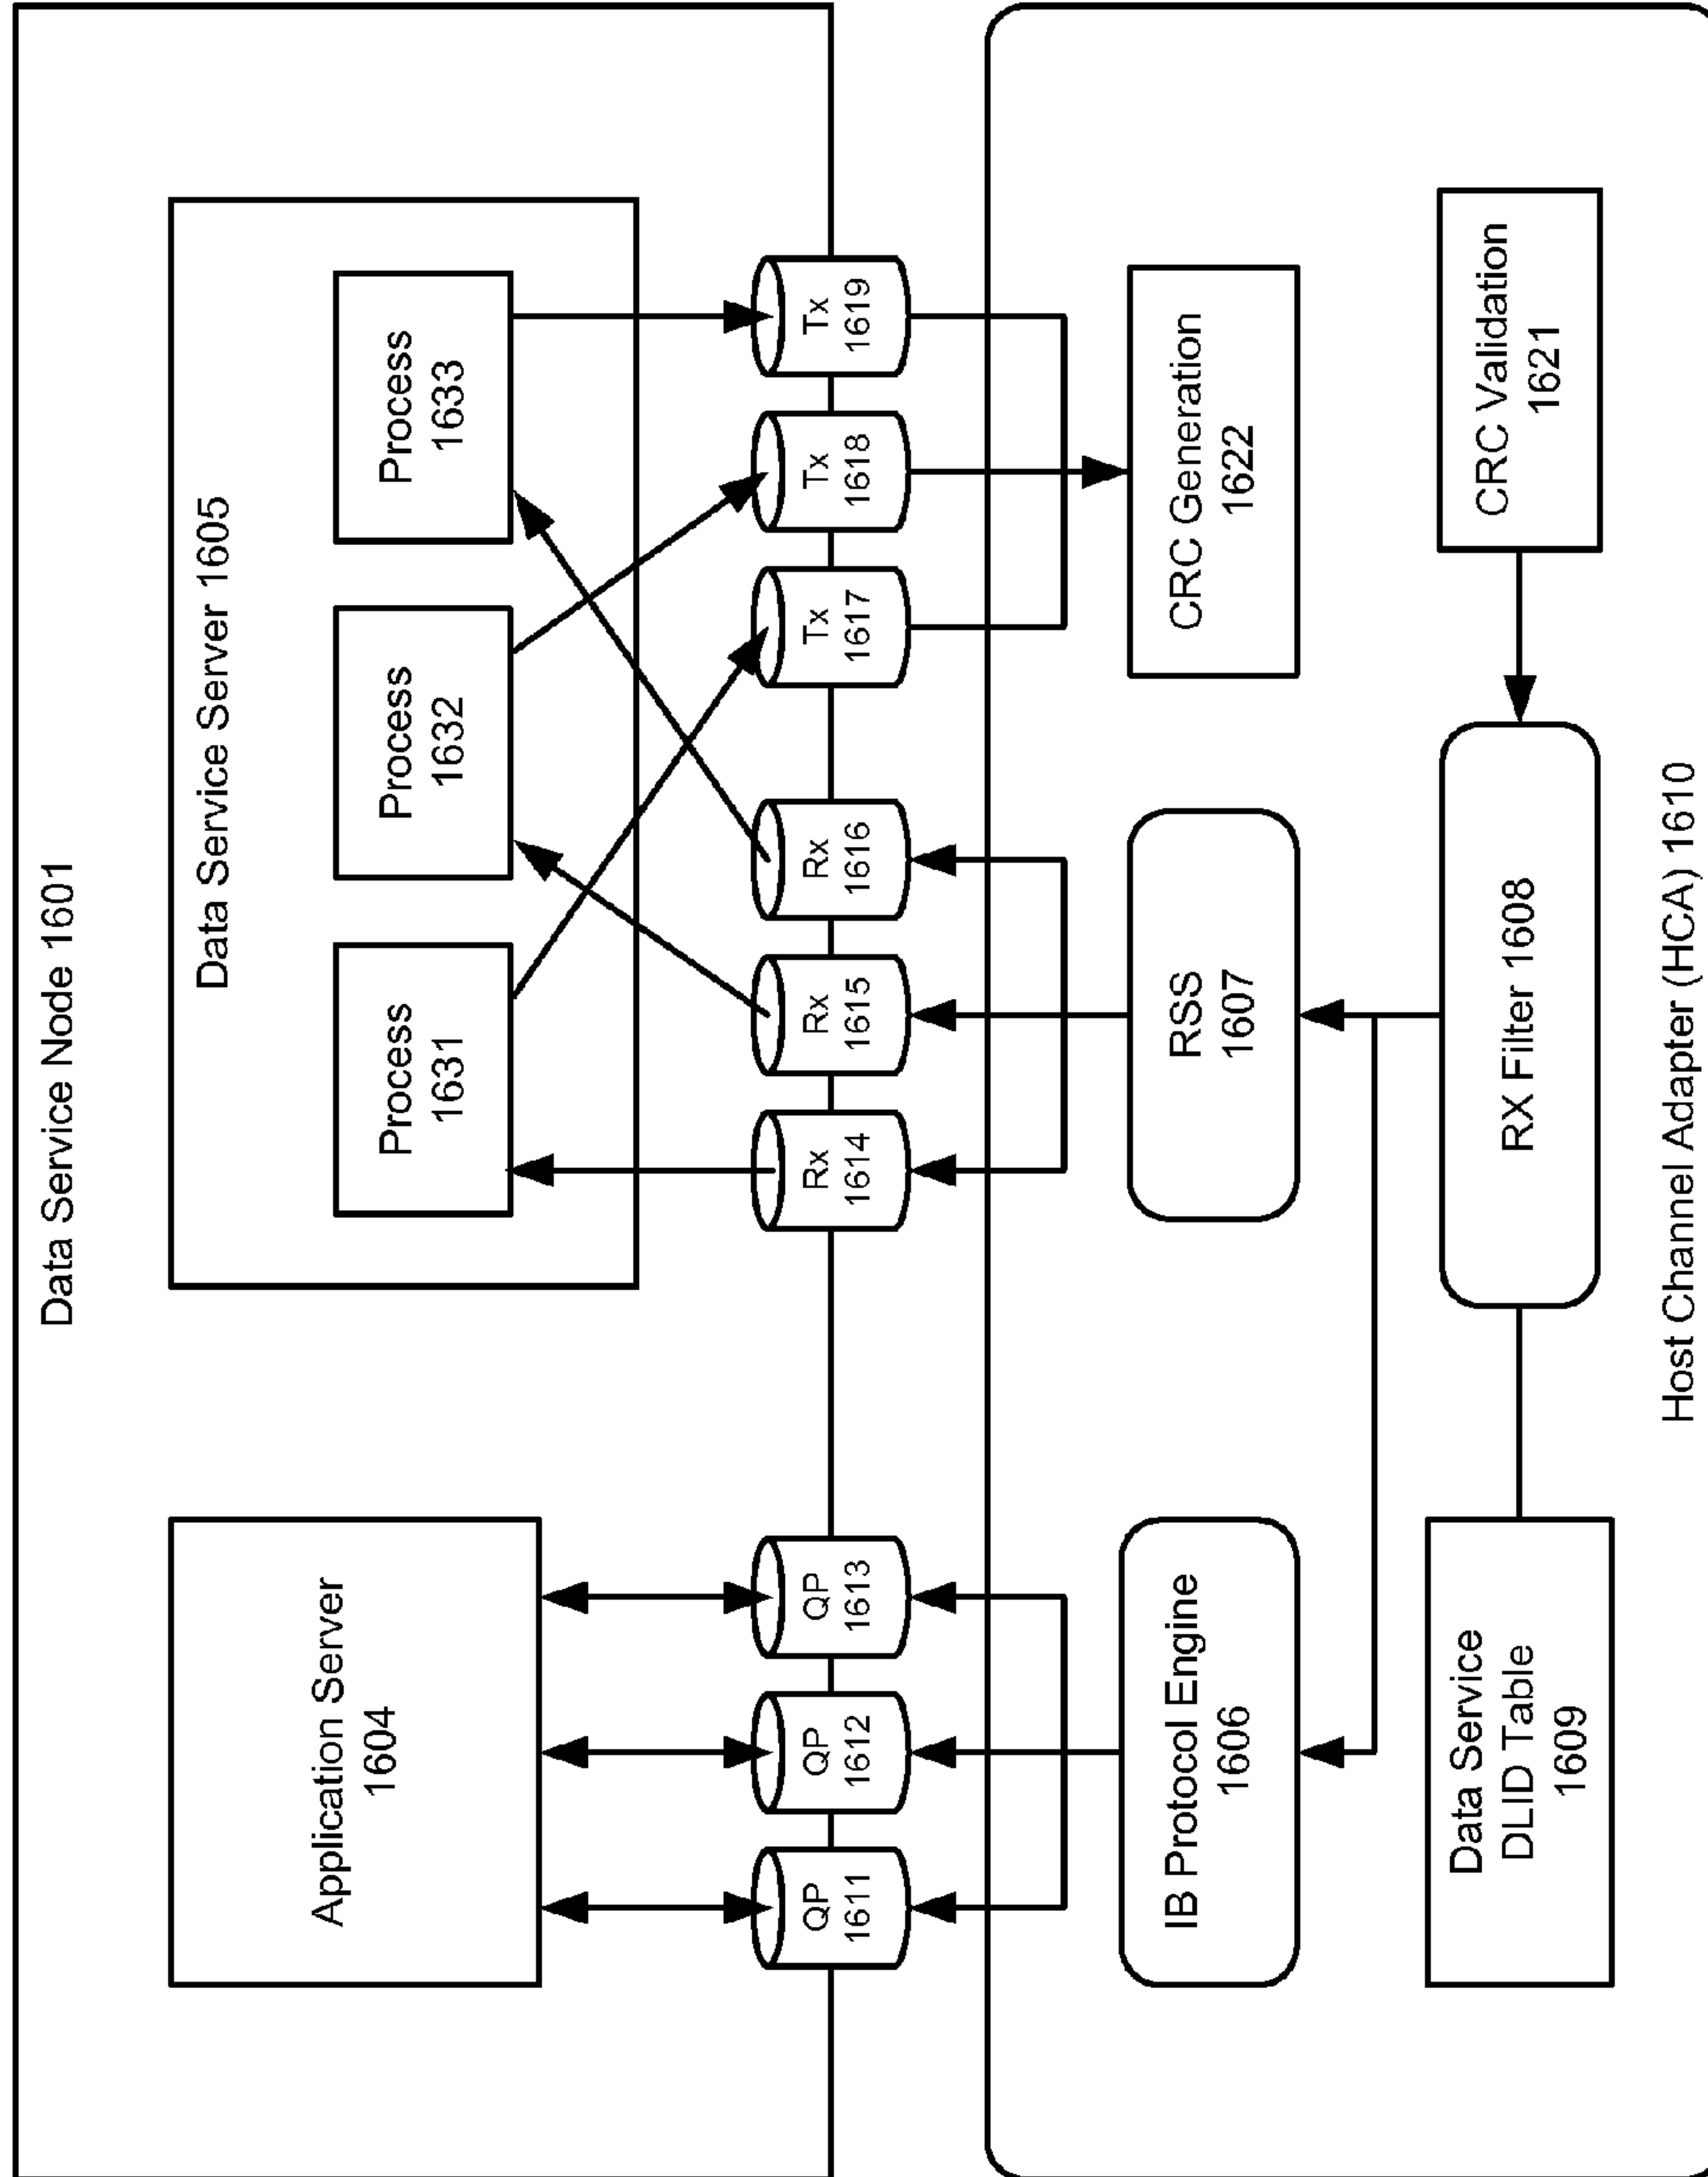 Data Service Node 1601
Application Server
1604
Data Service Server 1605
Process
1631
Process
1632
Process
1633
QP
1611
QP
1612
QP
1613
Rx
1614
Rx
1615
Rx
1616
Tx
1617
Tx
1618
Tx
1619
IB Protocol Engine
1606
RSS
1607
CRC Generation
1622
Data Service
DLID Table
1609
RX Filter 1608
CRC Validation
1621
Host Channel Adapter (HCA) 1610